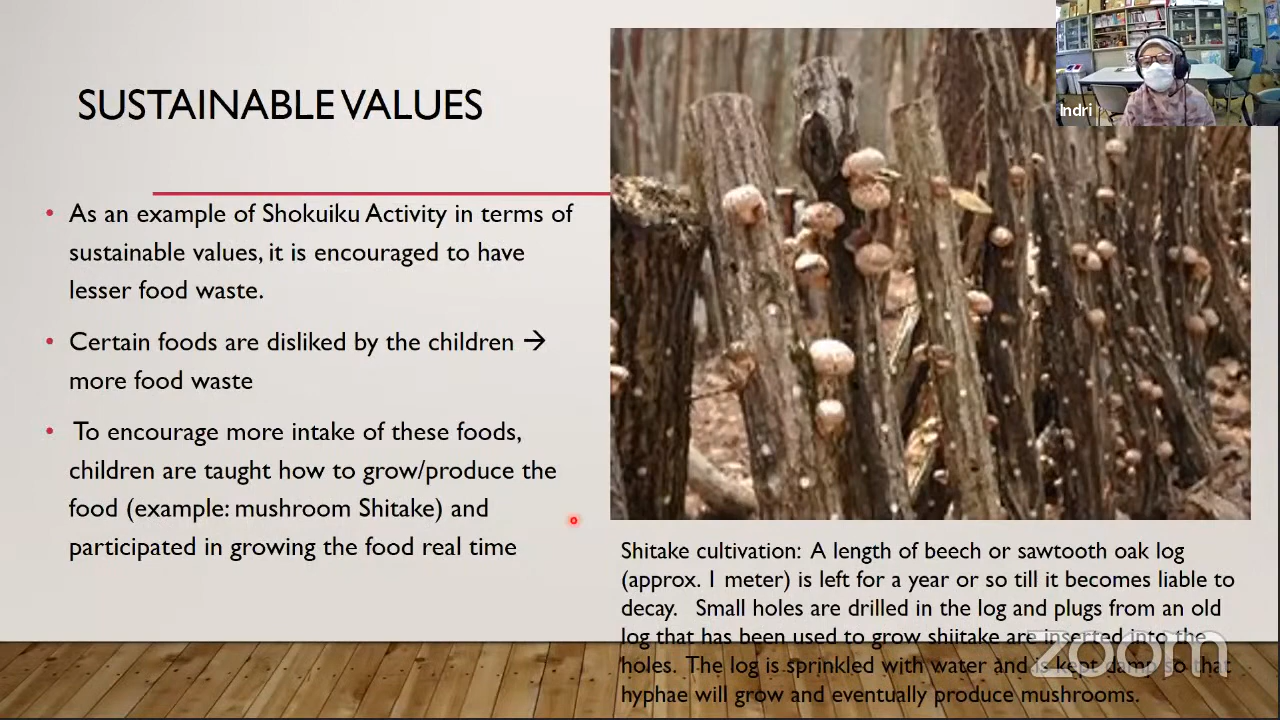 SUSTAINABLE VALUES
• As an example of Shokuiku Activity in terms of
sustainable values, it is encouraged to have
lesser food waste.
• Certain foods are disliked by the children →
more food waste
• To encourage more intake of these foods,
children are taught how to grow/produce the
food (example: mushroom Shitake) and
participated in growing the food real time
Indri
Shitake cultivation: A length of beech or sawtooth oak log
(approx. 1 meter) is left for a year or so till it becomes liable to
decay. Small holes are drilled in the log and plugs from an old
log that has been used to grow shiitake are inserted into the
holes. The log is sprinkled with water and is kept damp so that
hyphae will grow and eventually produce mushrooms.
zoom